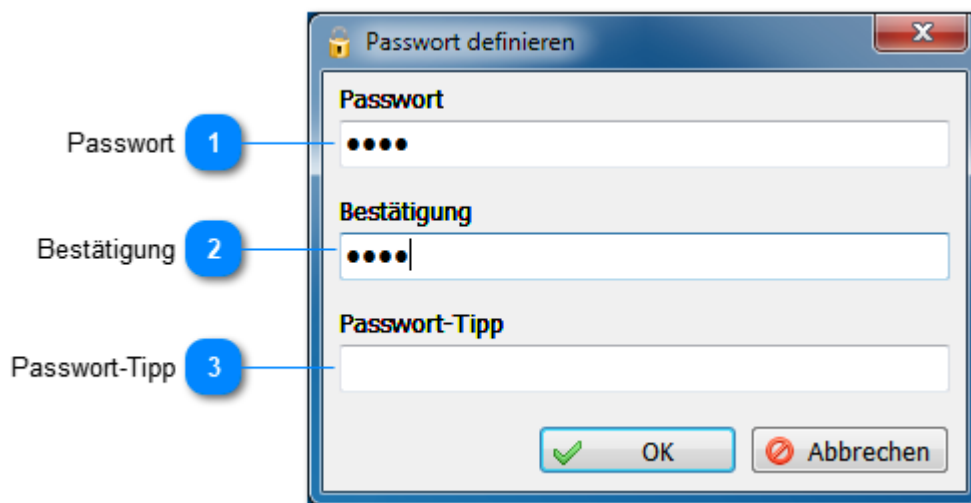 Passwort definieren
x
Passwort
Passwort 1
••••
Bestätigung
Bestätigung 2
••••
Passwort-Tipp
Passwort-Tipp 3
OK
Abbrechen